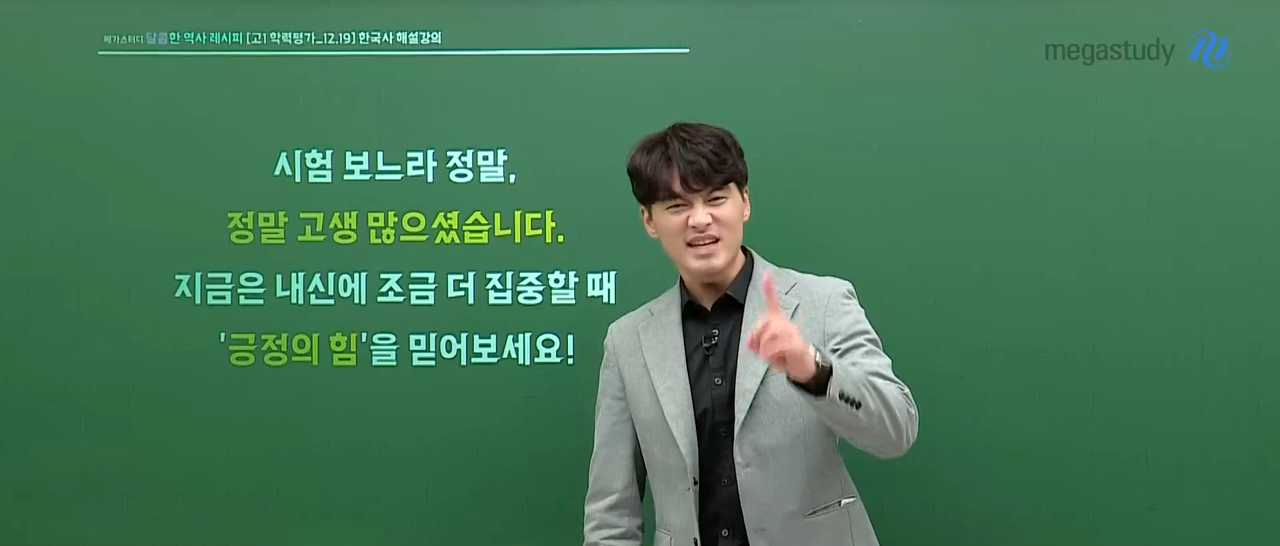 메가스터디 달콤한 역사 레시피 [고1 학력평가_12.19] 한국사 해설강의
megastudy
시험 보느라 정말,
정말 고생 많으셨습니다.
지금은 내신에 조금 더 집중할 때
'긍정의 힘'을 믿어보세요!